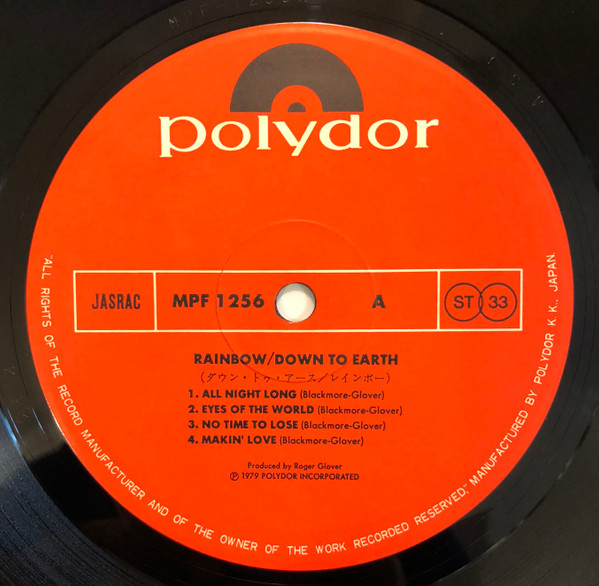 polydor
JASRAC MPF 1256 A ST 33
RAINBOW/DOWN TO EARTH
(ダウン・トゥ・アース/レインボー)
1. ALL NIGHT LONG (Blackmore-Glover)
2. EYES OF THE WORLD (Blackmore-Glover)
3. NO TIME TO LOSE (Blackmore-Glover)
4. MAKIN' LOVE (Blackmore-Glover)
Produced by Roger Glover
Ⓟ 1979 POLYDOR INCORPORATED
"ALL RIGHTS OF THE RECORD MANUFACTURER AND OF THE OWNER OF THE WORK RECORDED RESERVED." MANUFACTURED BY POLYDOR K.K., JAPAN.